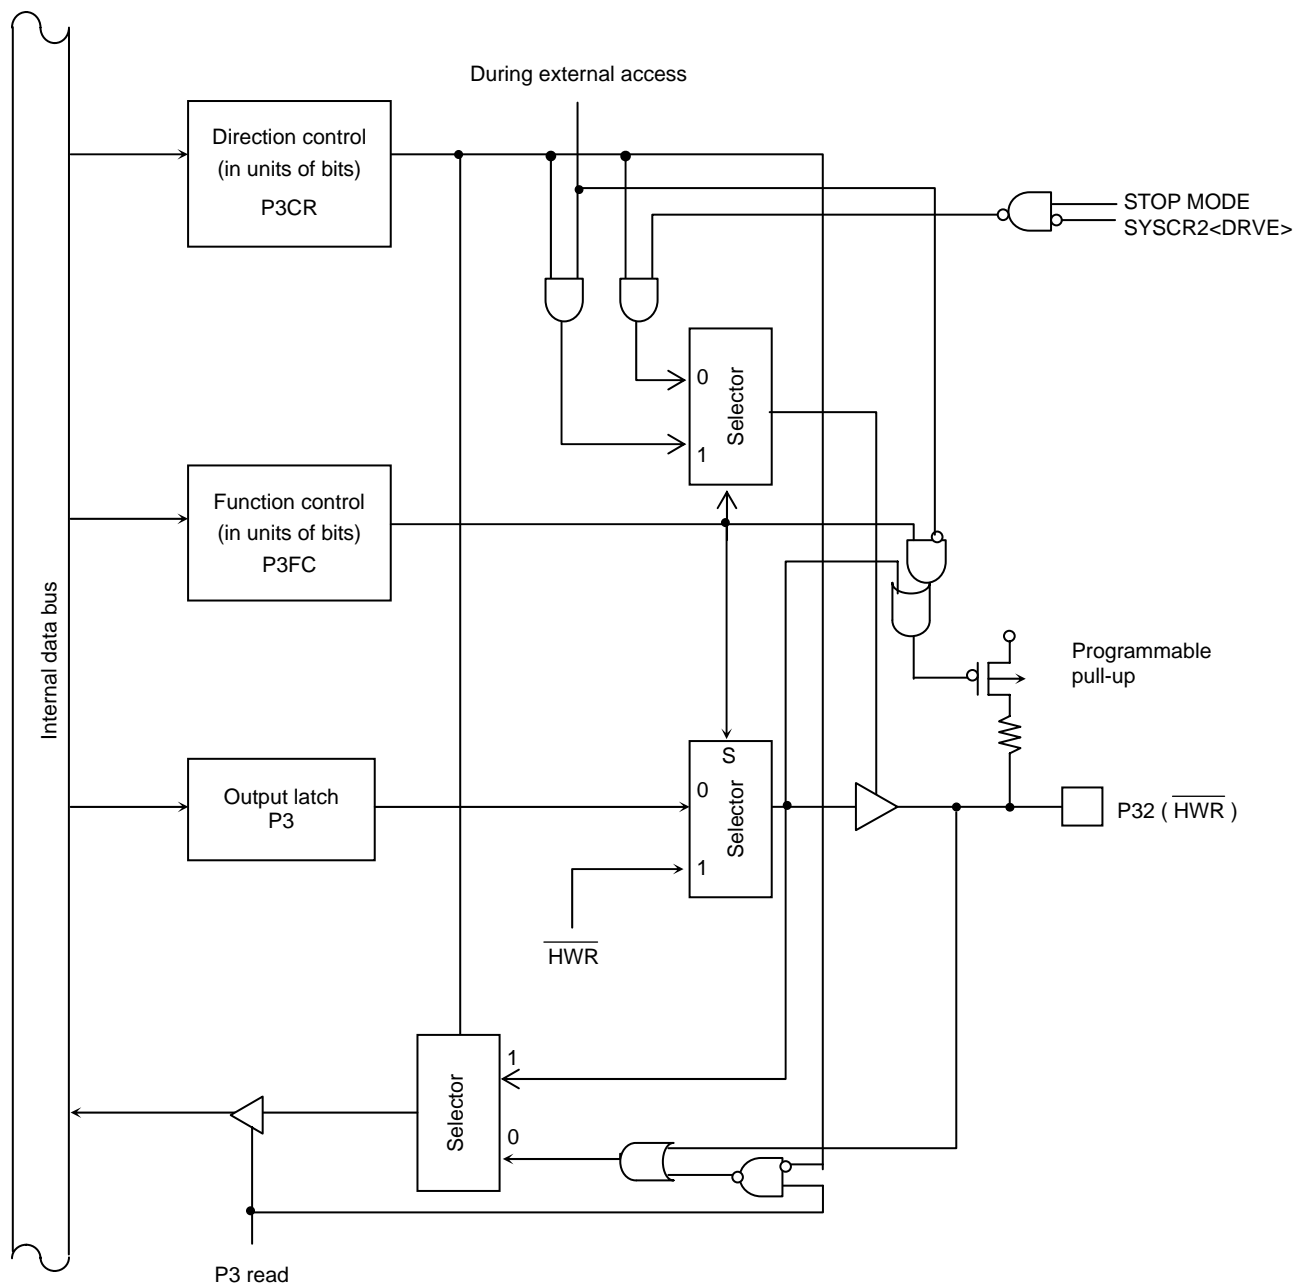 During external access
Direction control
(in units of bits)
P3CR
STOP MODE
SYSCR2<DRVE>
0
Selector
1
Function control
(in units of bits)
P3FC
Internal data bus
Programmable
pull-up
S
Output latch
P3
0
Selector
1
P32 ( HWR )
HWR
1
Selector
0
P3 read